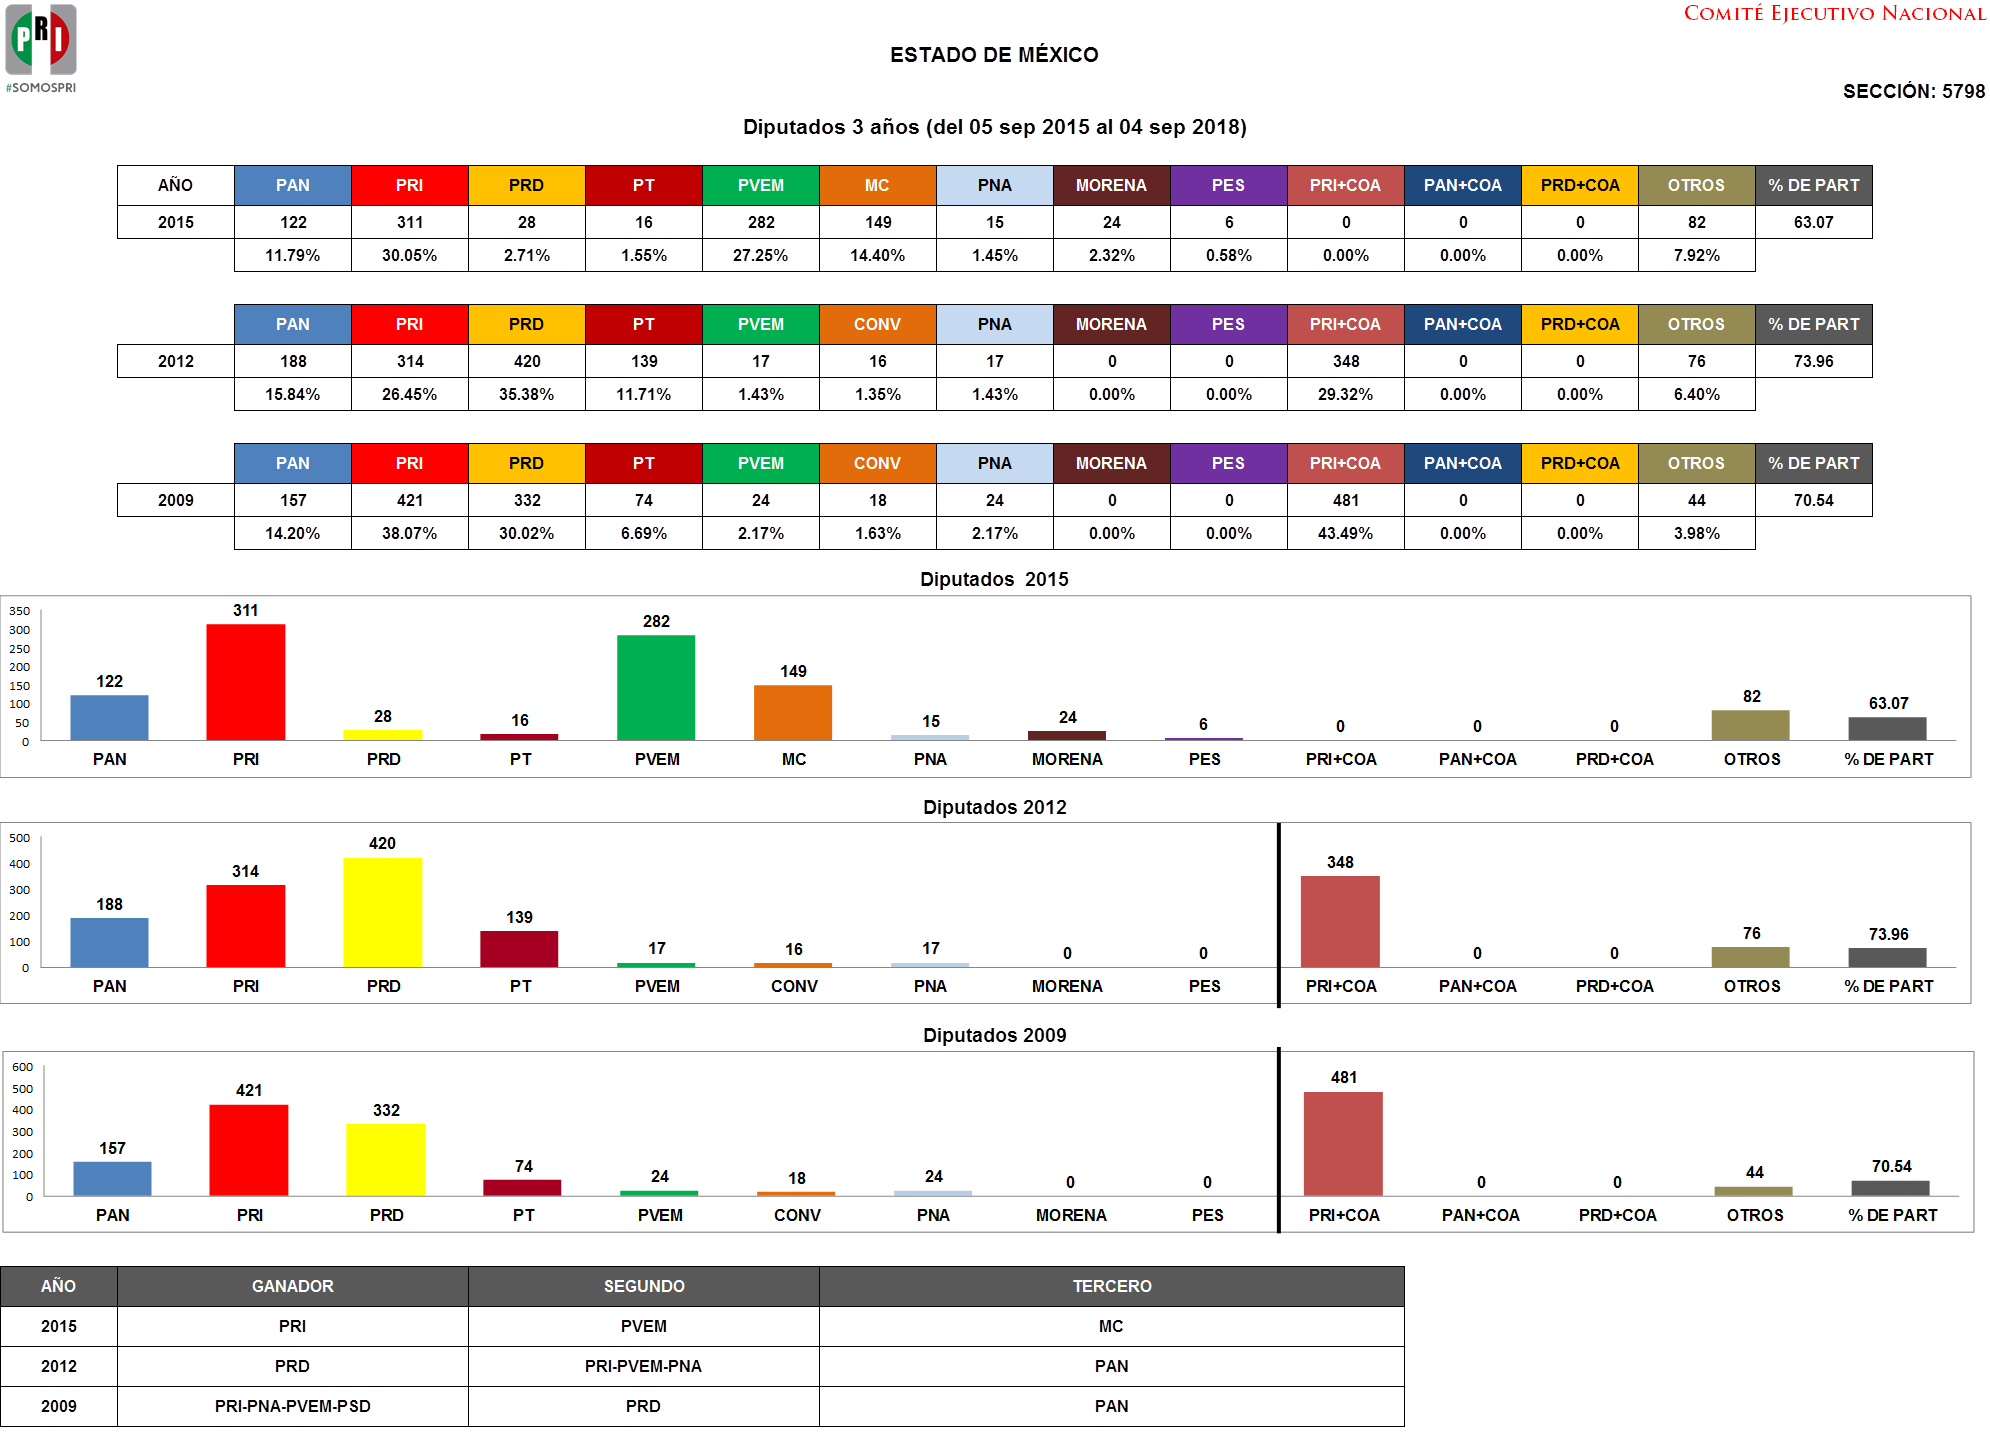 PRI
#SOMOSPRI
COMITÉ EJECUTIVO NACIONAL
ESTADO DE MÉXICO
SECCIÓN: 5798
Diputados 3 años (del 05 sep 2015 al 04 sep 2018)
AÑO PAN PRI PRD PT PVEM MC PNA MORENA PES PRI+COA PAN+COA PRD+COA OTROS % DE PART
2015 122 311 28 16 282 149 15 24 6 0 0 0 82 63.07
11.79% 30.05% 2.71% 1.55% 27.25% 14.40% 1.45% 2.32% 0.58% 0.00% 0.00% 0.00% 7.92%
PAN PRI PRD PT PVEM CONV PNA MORENA PES PRI+COA PAN+COA PRD+COA OTROS % DE PART
2012 188 314 420 139 17 16 17 0 0 348 0 0 76 73.96
15.84% 26.45% 35.38% 11.71% 1.43% 1.35% 1.43% 0.00% 0.00% 29.32% 0.00% 0.00% 6.40%
PAN PRI PRD PT PVEM CONV PNA MORENA PES PRI+COA PAN+COA PRD+COA OTROS % DE PART
2009 157 421 332 74 24 18 24 0 0 481 0 0 44 70.54
14.20% 38.07% 30.02% 6.69% 2.17% 1.63% 2.17% 0.00% 0.00% 43.49% 0.00% 0.00% 3.98%
Diputados 2015
350
300
250
200
150
100
50
0
122 311 28 16 282 149 15 24 6 0 0 0 82 63.07
PAN PRI PRD PT PVEM MC PNA MORENA PES PRI+COA PAN+COA PRD+COA OTROS % DE PART
Diputados 2012
500
400
300
200
100
0
188 314 420 139 17 16 17 0 0 348 0 0 76 73.96
PAN PRI PRD PT PVEM CONV PNA MORENA PES PRI+COA PAN+COA PRD+COA OTROS % DE PART
Diputados 2009
600
500
400
300
200
100
0
157 421 332 74 24 18 24 0 0 481 0 0 44 70.54
PAN PRI PRD PT PVEM CONV PNA MORENA PES PRI+COA PAN+COA PRD+COA OTROS % DE PART
AÑO GANADOR SEGUNDO TERCERO
2015 PRI PVEM MC
2012 PRD PRI-PVEM-PNA PAN
2009 PRI-PNA-PVEM-PSD PRD PAN